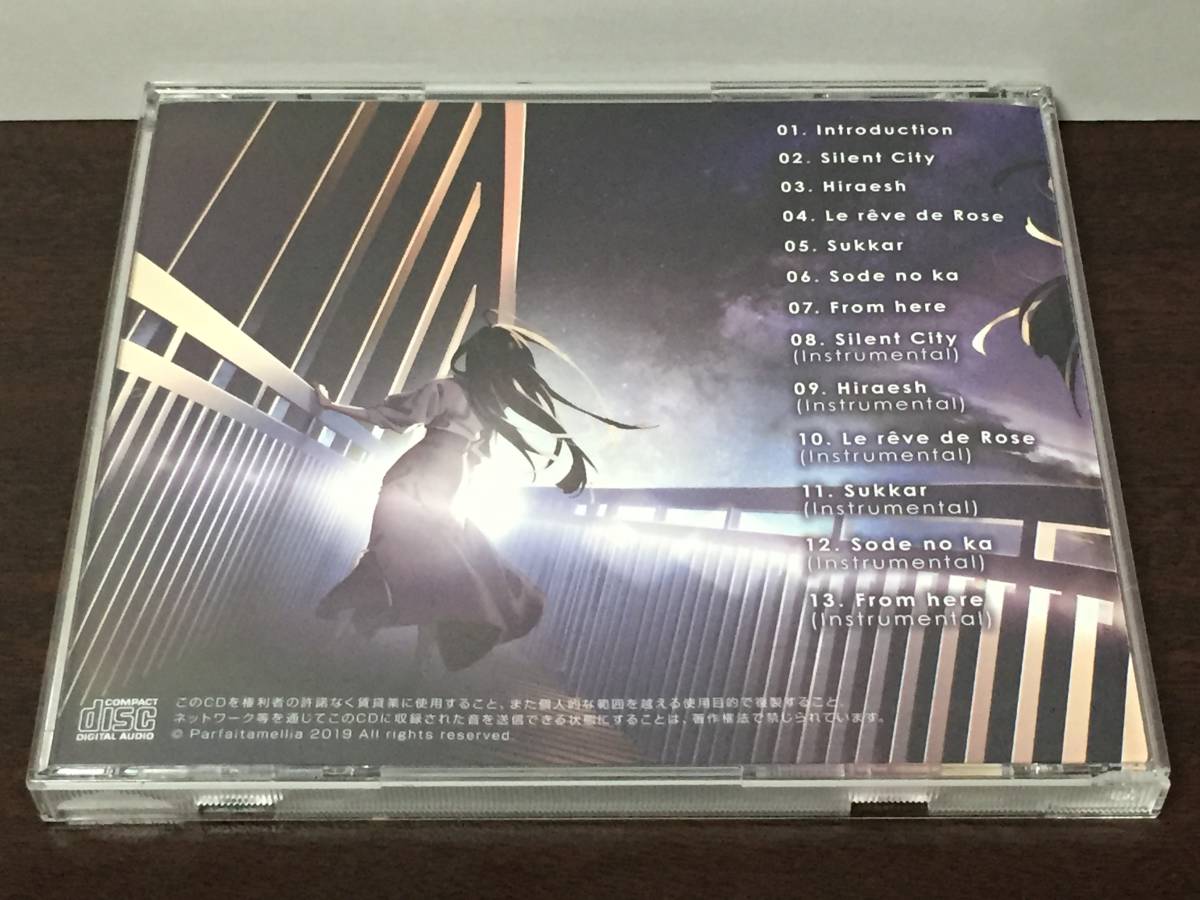 01. Introduction
02. Silent City
03. Hiraesh
04. Le rêve de Rose
05. Sukkar
06. Sode no ka
07. From here
08. Silent City
(Instrumental)
09. Hiraesh
(Instrumental)
10. Le rêve de Rose
(Instrumental)
11. Sukkar
(Instrumental)
12. Sode no ka
(Instrumental)
13. From here
(Instrumental)
COMPACT
disc
DIGITAL AUDIO
このCDを権利者の許諾なく賃貸業に使用すること、また個人的な範囲を越える使用目的で複製すること、
ネットワーク等を通じてこのCDに収録された音を送信できる状態にすることは、著作権法で禁じられています。
© Parfaitamellia 2019 All rights reserved.